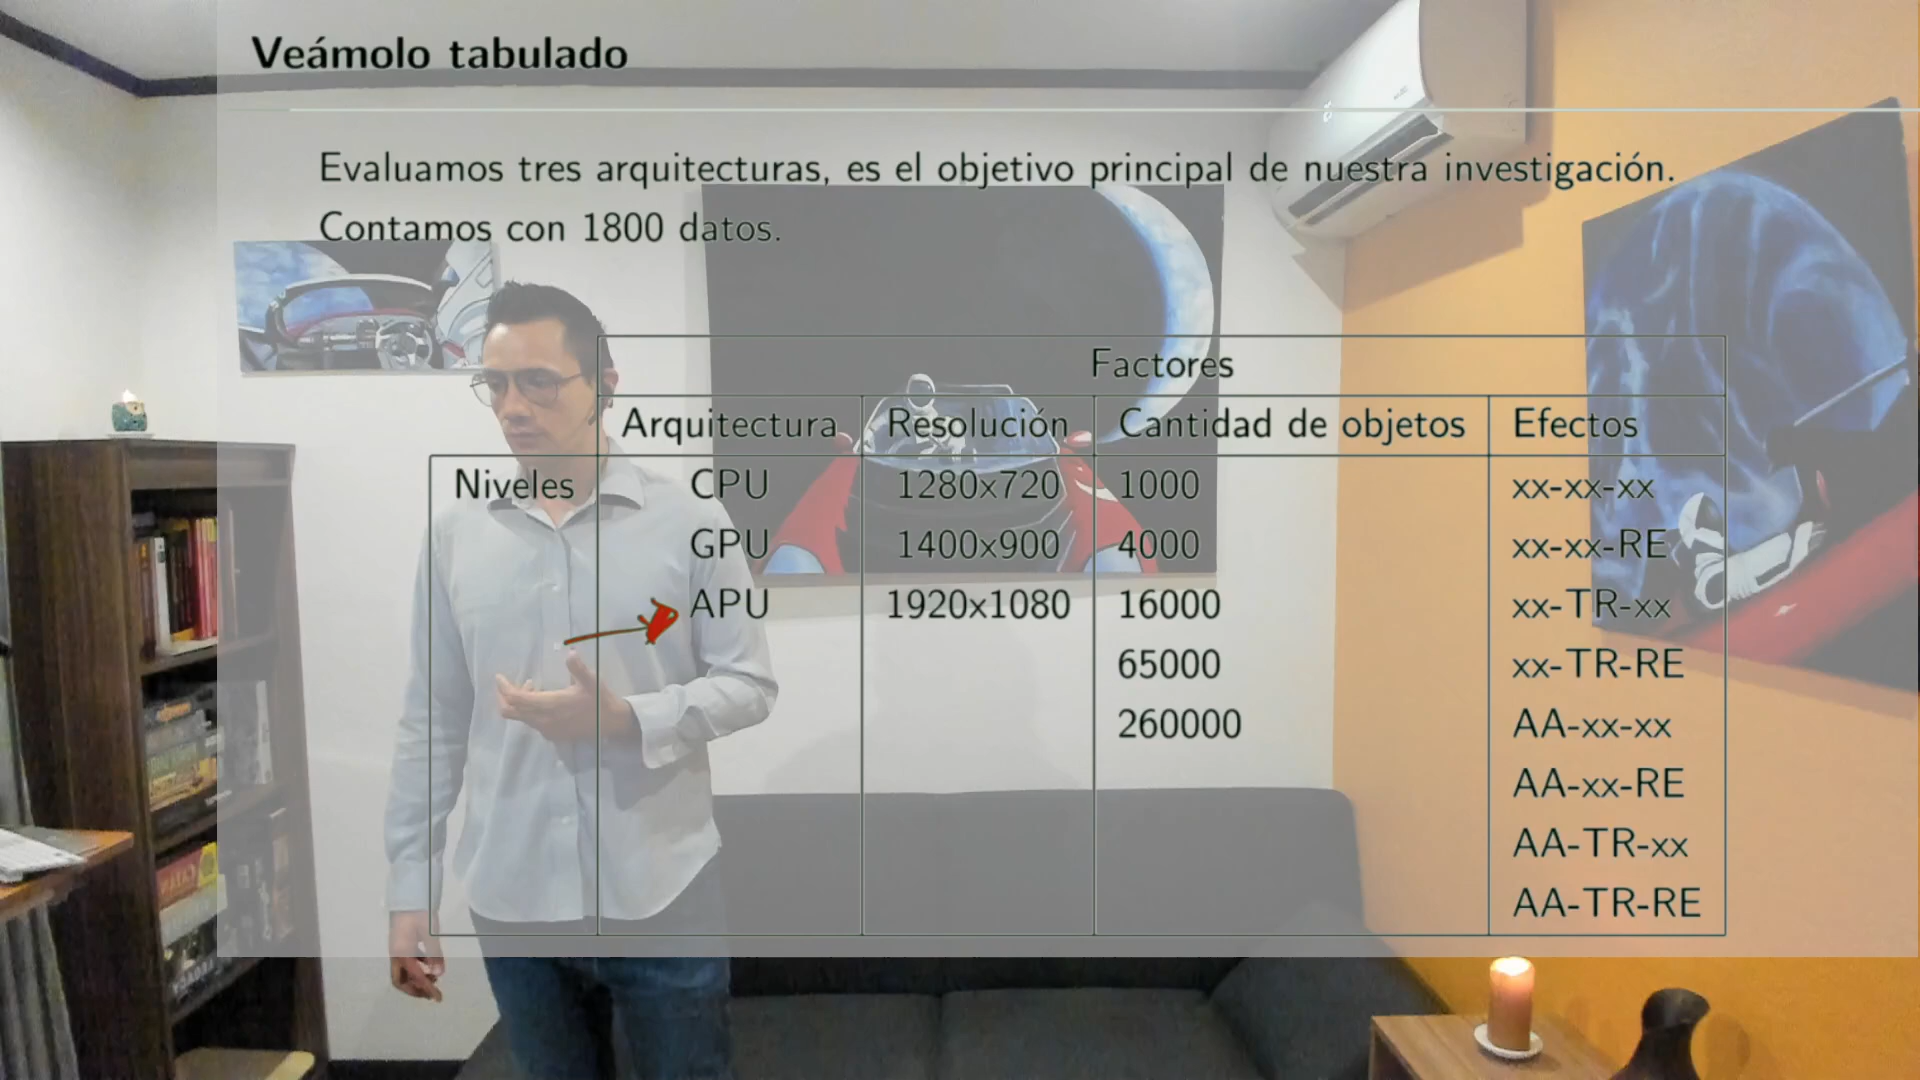 Veámolo tabulado
Evaluamos tres arquitecturas, es el objetivo principal de nuestra investigación.
Contamos con 1800 datos.
Factores
Arquitectura Resolución Cantidad de objetos Efectos
Niveles CPU 1280x720 1000 xx-xx-xx
GPU 1400x900 4000 xx-xx-RE
APU 1920x1080 16000 xx-TR-xx
65000 xx-TR-RE
260000 AA-xx-xx
AA-xx-RE
AA-TR-xx
AA-TR-RE
CATAN